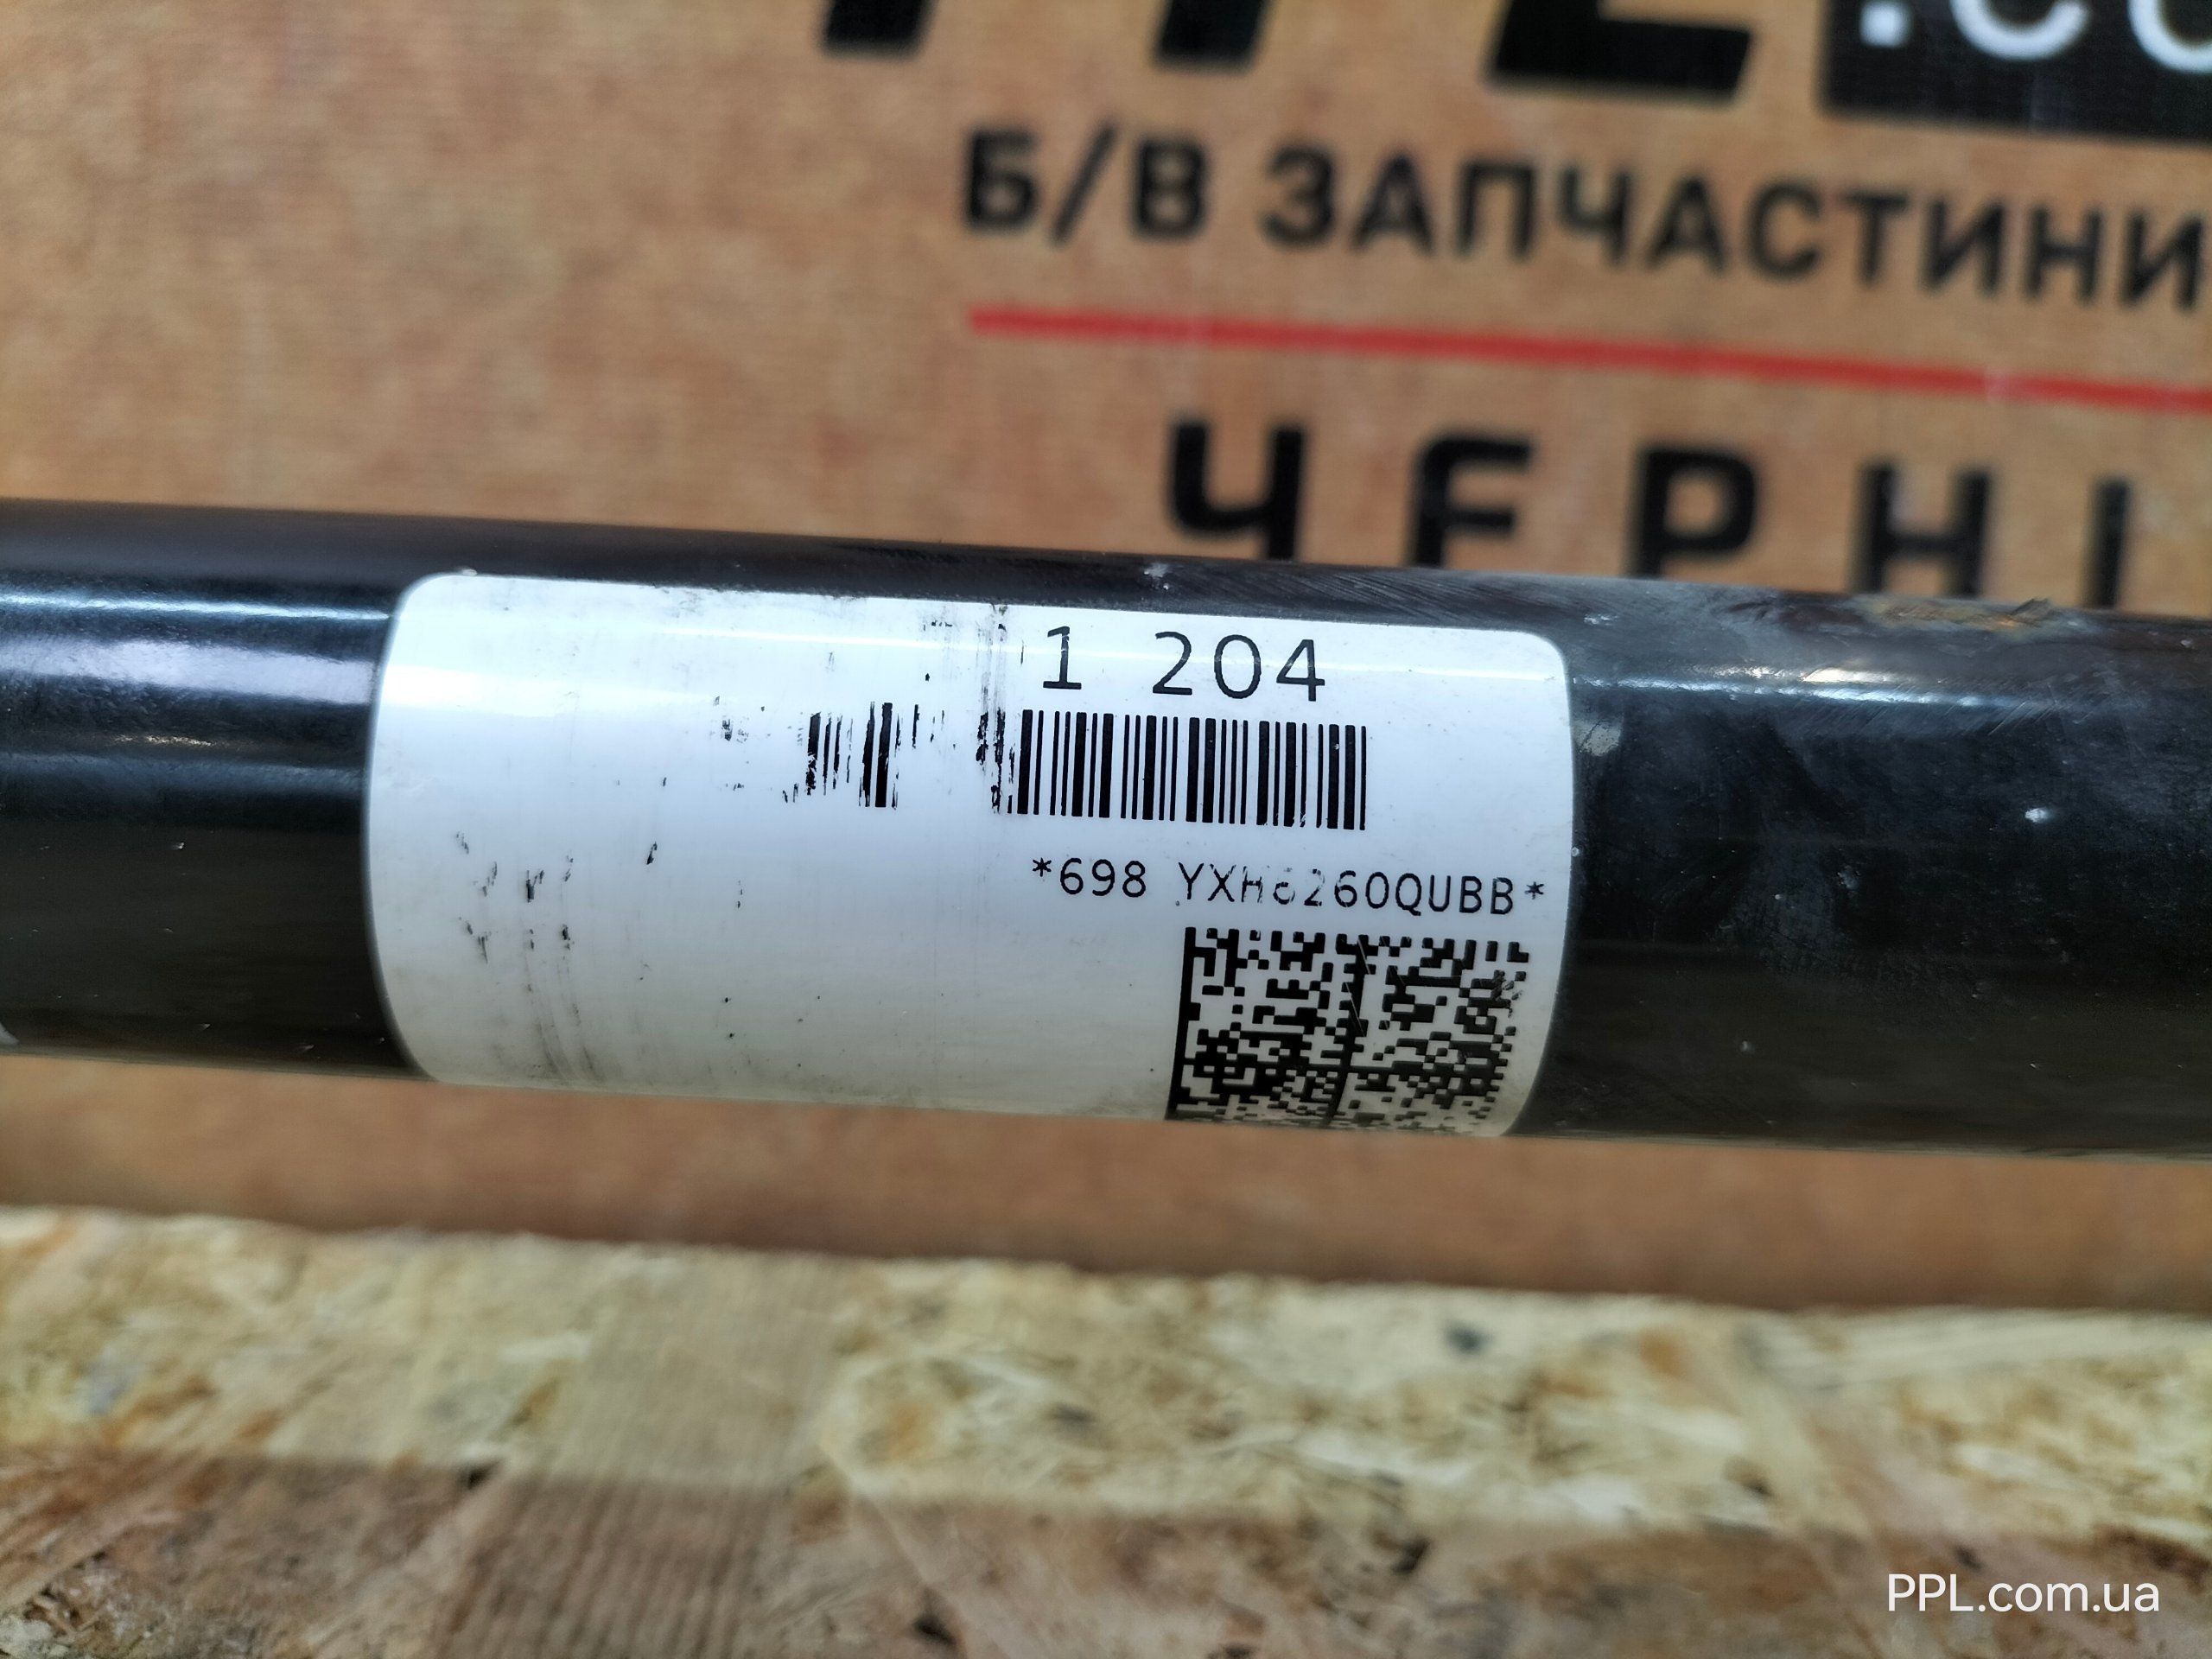 Б/В ЗАПЧАСТИНИ
1 204
*698 YXH6260QUBB*
PPL.com.ua